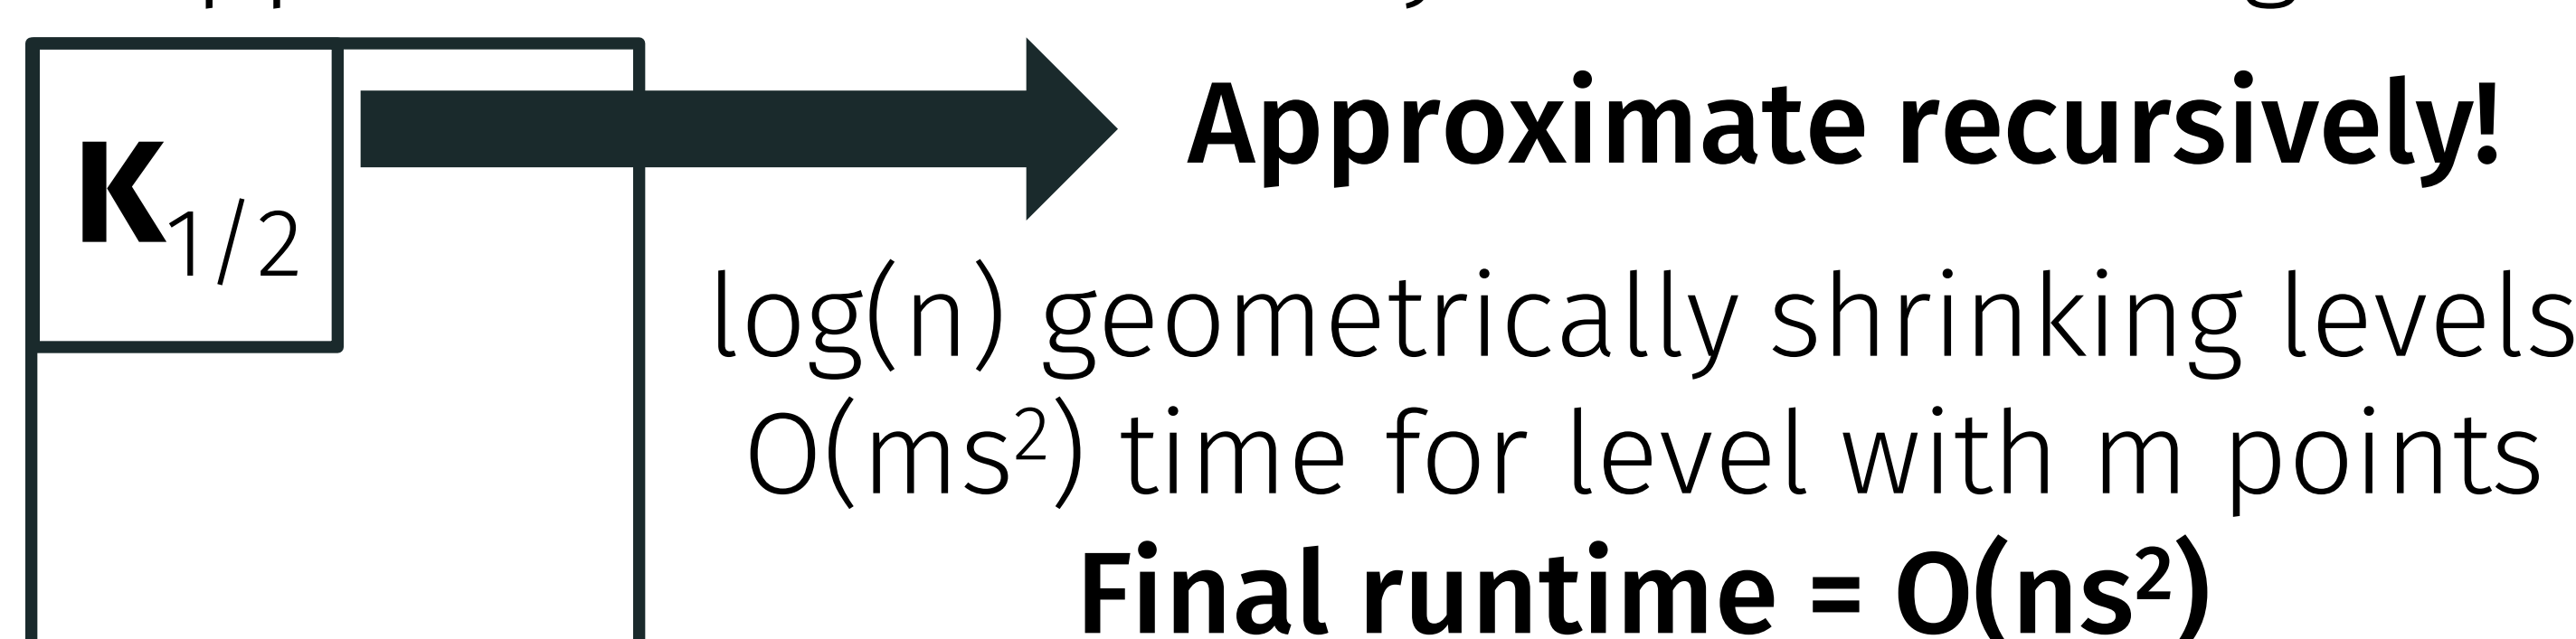 K1/2
Approximate recursively!
log(n) geometrically shrinking levels
O(ms²) time for level with m points
Final runtime = O(ns²)